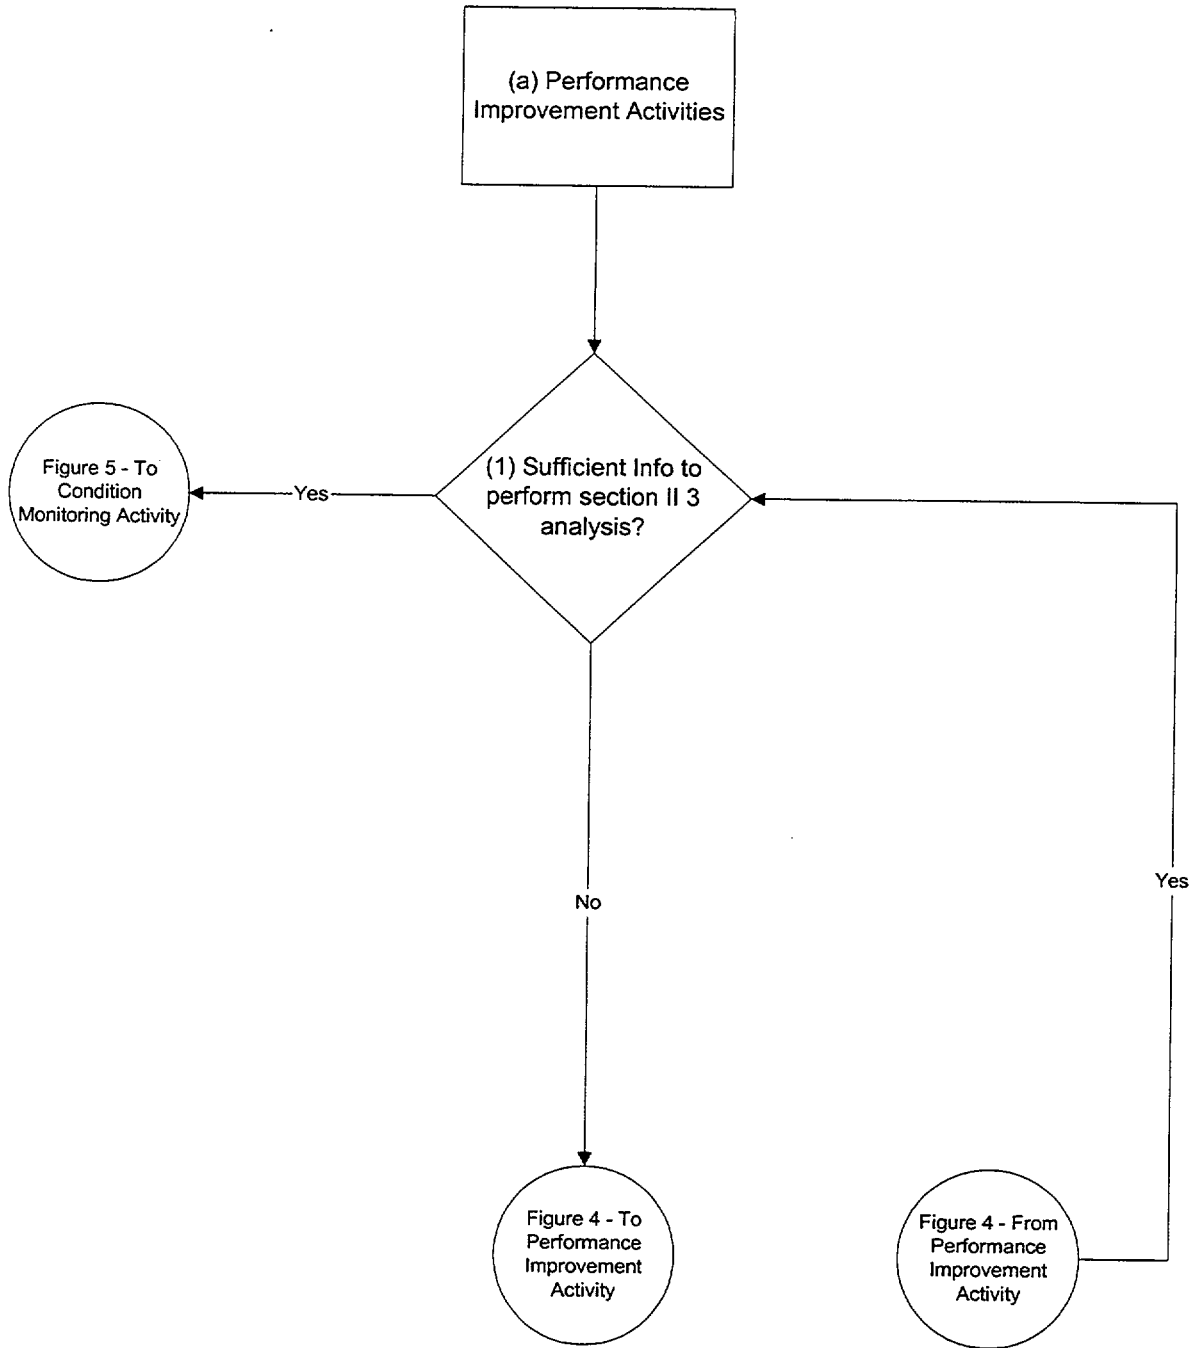 (a) Performance
Improvement Activities
(1) Sufficient Info to
perform section II 3
analysis?
Figure 5 - To
Condition
Monitoring Activity
Yes
No
Yes
Figure 4 - To
Performance
Improvement
Activity
Figure 4 - From
Performance
Improvement
Activity